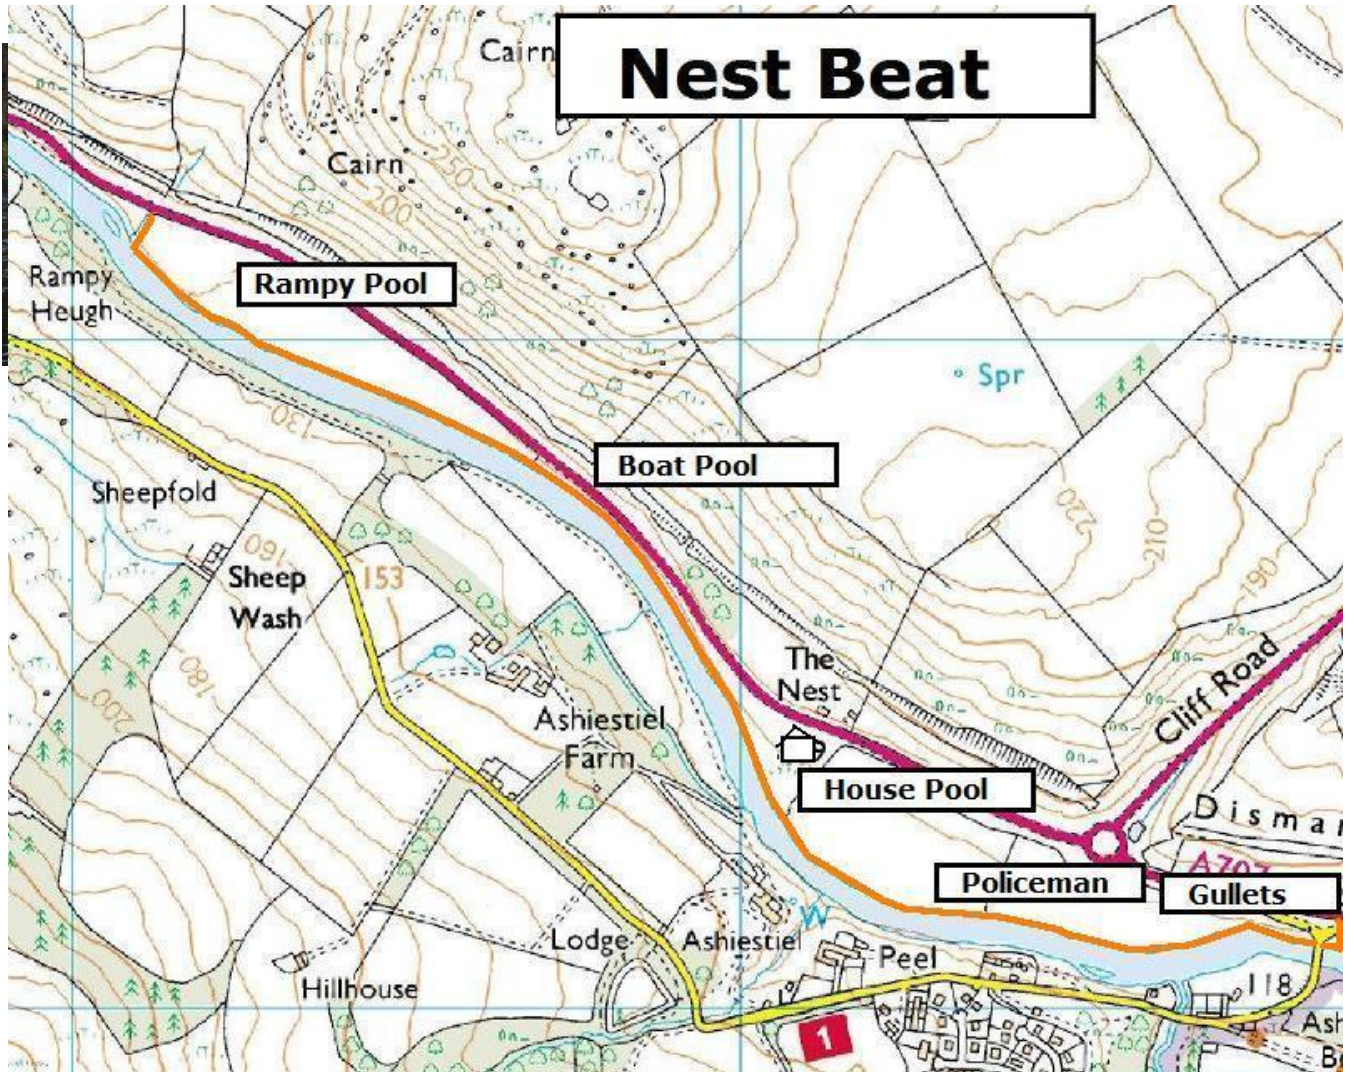 Nest Beat
Cairn
Cairn
250
200
Rampy Pool
Rampy
Heugh
Spr
130
Boat Pool
Sheepfold
220
210
190
160
Sheep
Wash
153
The
Nest
Cliff Road
180
200
Ashiestiel
Farm
House Pool
A707
Policeman
Gullets
W
Lodge
Ashiestiel
Peel
Hillhouse
118
1